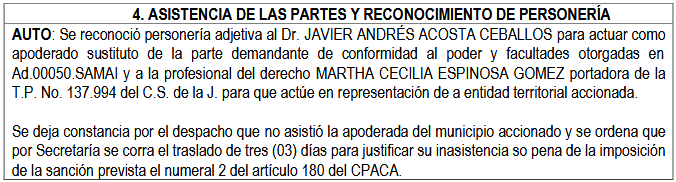 4. ASISTENCIA DE LAS PARTES Y RECONOCIMIENTO DE PERSONERÍA
AUTO: Se reconoció personería adjetiva al Dr. JAVIER ANDRÉS ACOSTA CEBALLOS para actuar como
apoderado sustituto de la parte demandante de conformidad al poder y facultades otorgadas en
Ad.00050.SAMAI y a la profesional del derecho MARTHA CECILIA ESPINOSA GOMEZ portadora de la
T.P. No. 137.994 del C.S. de la J. para que actúe en representación de a entidad territorial accionada.
Se deja constancia por el despacho que no asistió la apoderada del municipio accionado y se ordena que
por Secretaría se corra el traslado de tres (03) días para justificar su inasistencia so pena de la imposición
de la sanción prevista el numeral 2 del artículo 180 del CPACA.